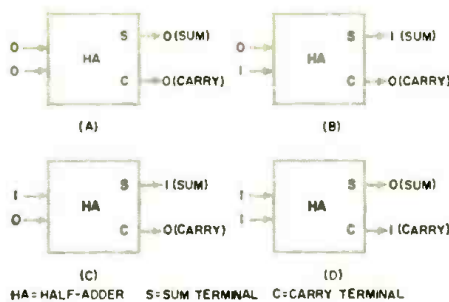 0 0 HA S C 0 (SUM) 0 (CARRY)
(A)
0 1 HA S C 1 (SUM) 0 (CARRY)
(B)
1 0 HA S C 1 (SUM) 0 (CARRY)
(C)
1 1 HA S C 0 (SUM) 1 (CARRY)
(D)
HA=HALF-ADDER S=SUM TERMINAL C=CARRY TERMINAL